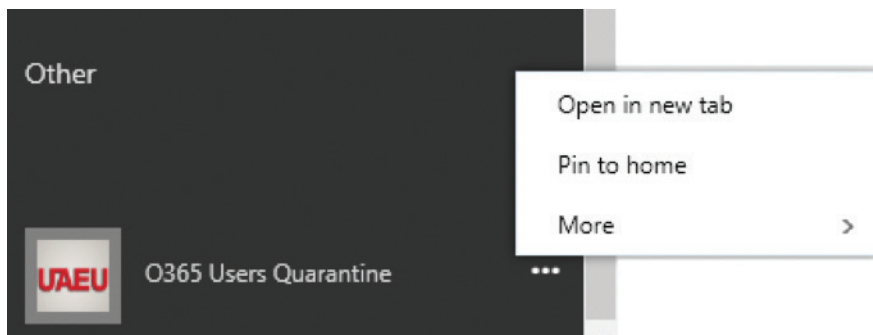 Other
Open in new tab
Pin to home
More
UAEU
O365 Users Quarantine